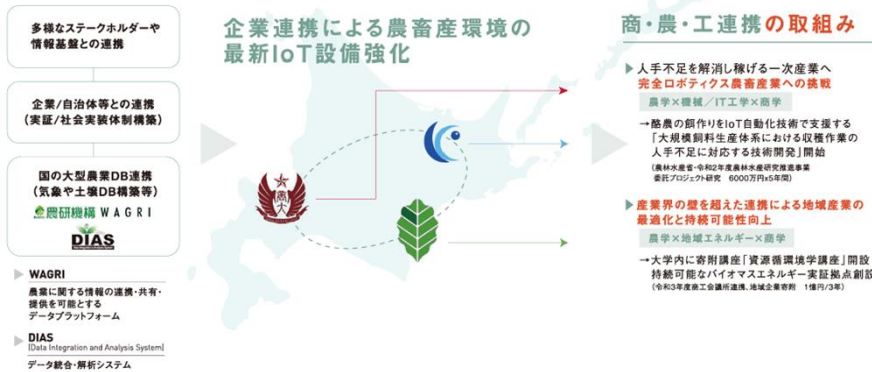 多様なステークホルダーや
情報基盤との連携
企業/自治体等との連携
(実証/社会実装体制構築)
国の大型農業DB連携
(気象や土壌DB構築等)
農研機構 WAGRI
DIAS
WAGRI
農業に関する情報の連携・共有・
提供を可能とする
データプラットフォーム
DIAS
[Data Integration and Analysis System]
データ統合・解析システム
企業連携による農畜産環境の
最新IoT設備強化
商大
商・農・工連携の取組み
人手不足を解消し稼げる一次産業へ
完全ロボティクス農畜産業への挑戦
農学×機械/IT工学×商学
→酪農の餌作りをIoT自動化技術で支援する
「大規模飼料生産体系における収穫作業の
人手不足に対応する技術開発」開始
(農林水産省・令和2年度農林水産研究推進事業
委託プロジェクト研究 6000万円x5年間)
産業界の壁を超えた連携による地域産業の
最適化と持続可能性向上
農学×地域エネルギー×商学
→大学内に寄附講座「資源循環学講座」開設
持続可能なバイオマスエネルギー実証拠点創設
(令和3年度商工会議所連携、地域企業寄附 1億円/3年)